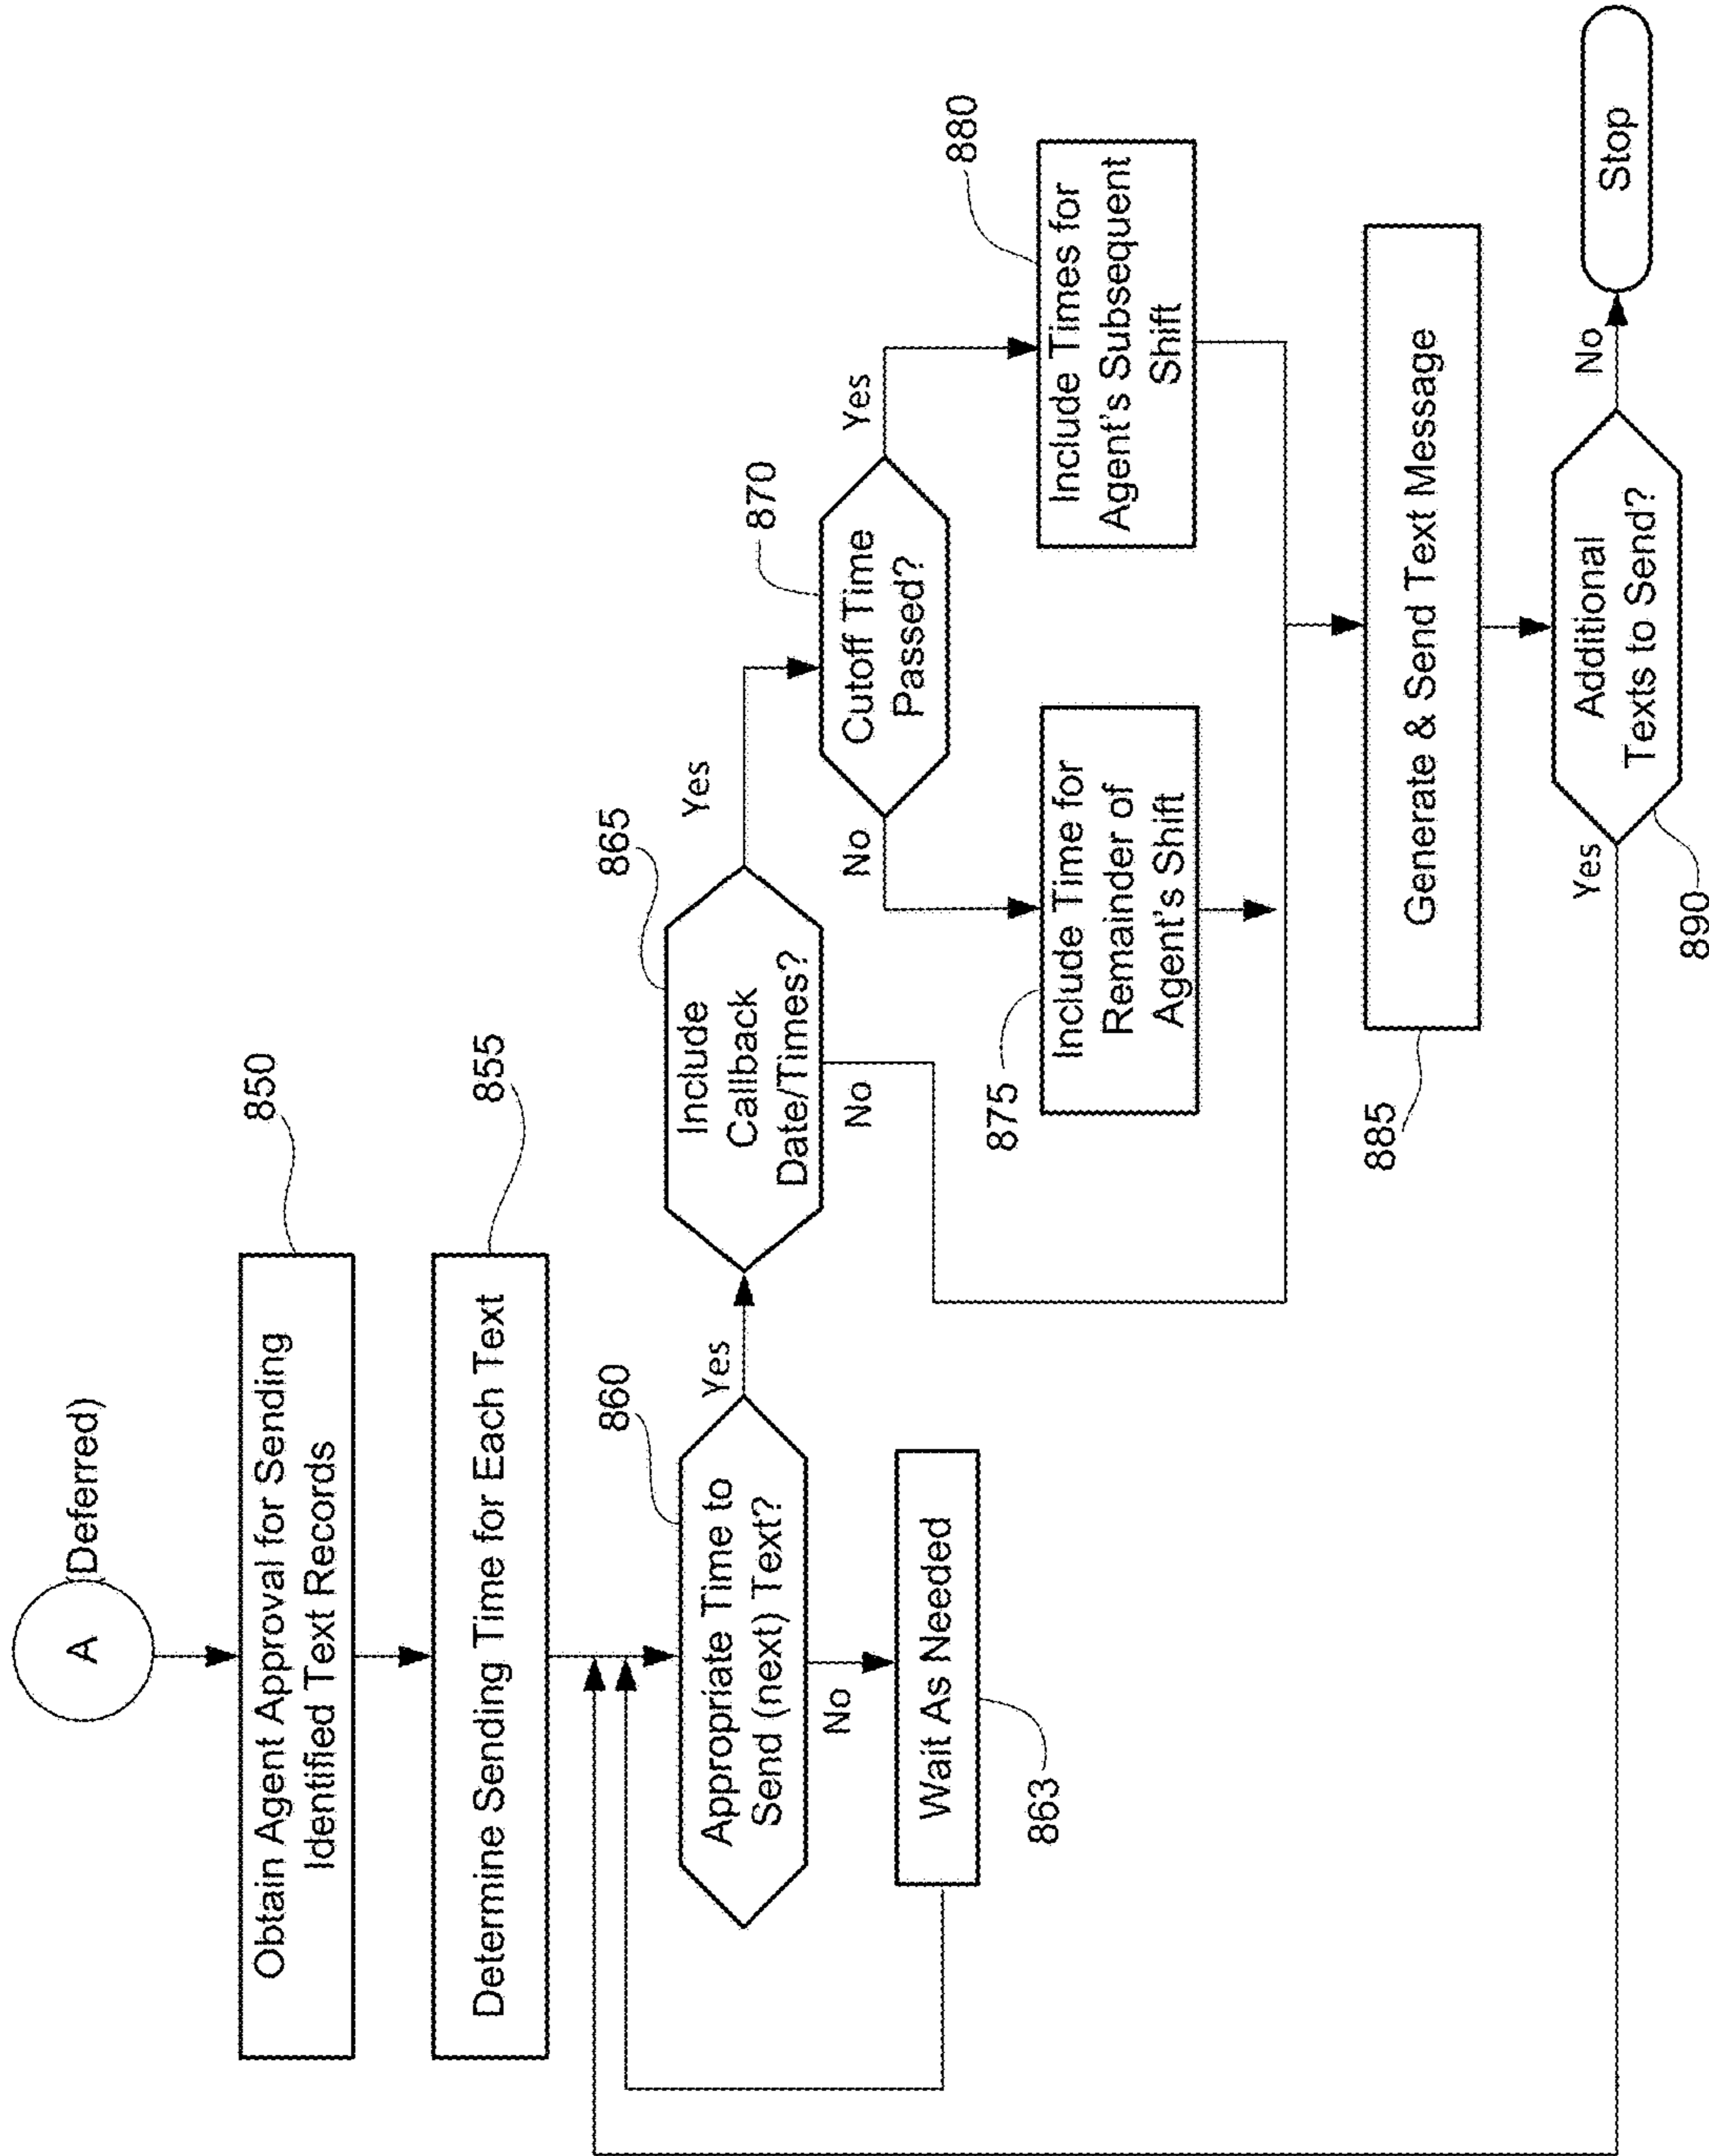 A
(Deferred)
850
Obtain Agent Approval for Sending
Identified Text Records
855
Determine Sending Time for Each Text
860
Appropriate Time to
Send (next) Text?
Yes
No
Wait As Needed
863
865
Include
Callback
Date/Times?
Yes
No
870
Cutoff Time
Passed?
Yes
No
875
Include Time for
Remainder of
Agent's Shift
880
Include Times for
Agent's Subsequent
Shift
Generate & Send Text Message
885
Additional
Texts to Send?
Yes
No
890
Stop